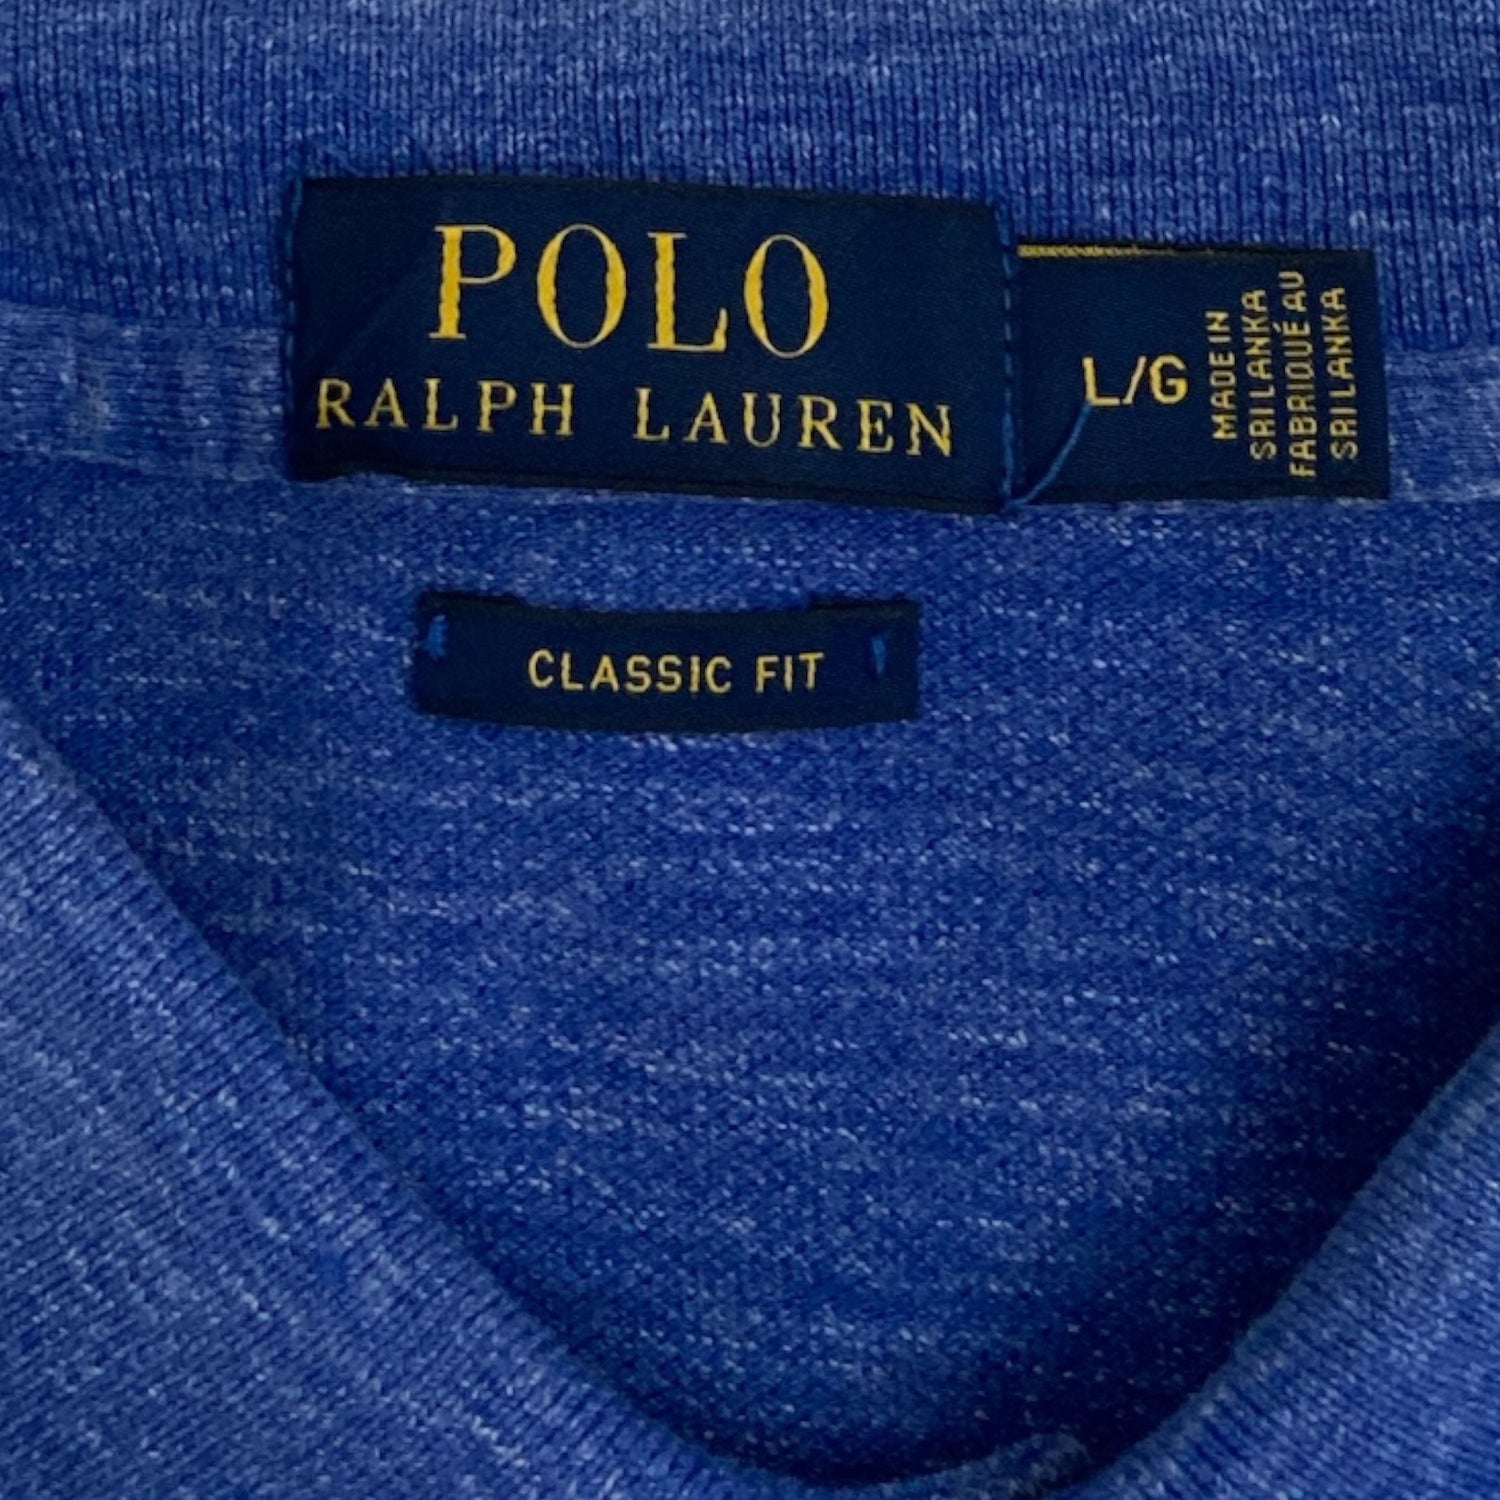 POLO
RALPH LAUREN
L/G
MADE IN
SRI LANKA
FABRIQUÉ AU
SRI LANKA
CLASSIC FIT